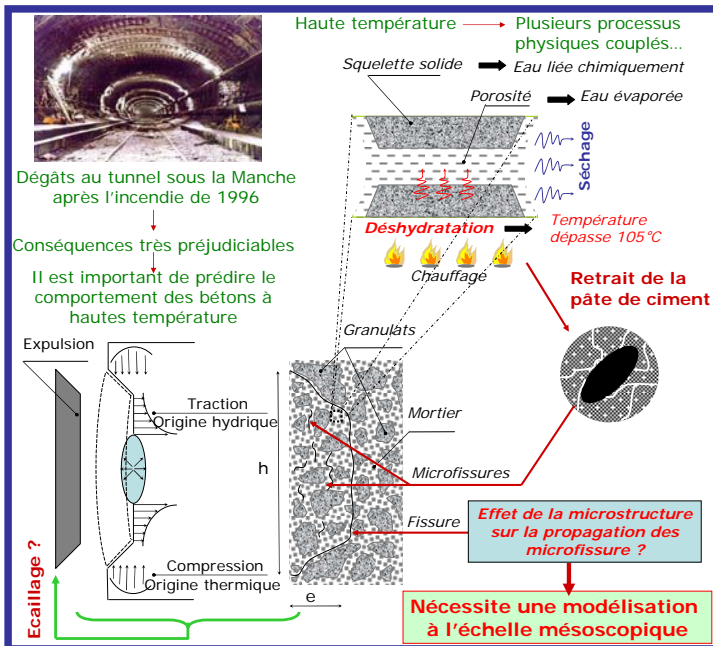 Haute température
Plusieurs processus
physiques couplés...
Squelette solide
Eau liée chimiquement
Porosité
Eau évaporée
Séchage
Déshydratation
Température
dépasse 105°C
Chauffage
Dégâts au tunnel sous la Manche
après l'incendie de 1996
Conséquences très préjudiciables
Il est important de prédire le
comportement des bétons à
hautes température
Retrait de la
pâte de ciment
Expulsion
Granulats
Traction
Origine hydrique
h
Mortier
Microfissures
Fissure
Effet de la microstructure
sur la propagation des
microfissure ?
Compression
Origine thermique
e
Ecaillage ?
Nécessite une modélisation
à l'échelle mésoscopique